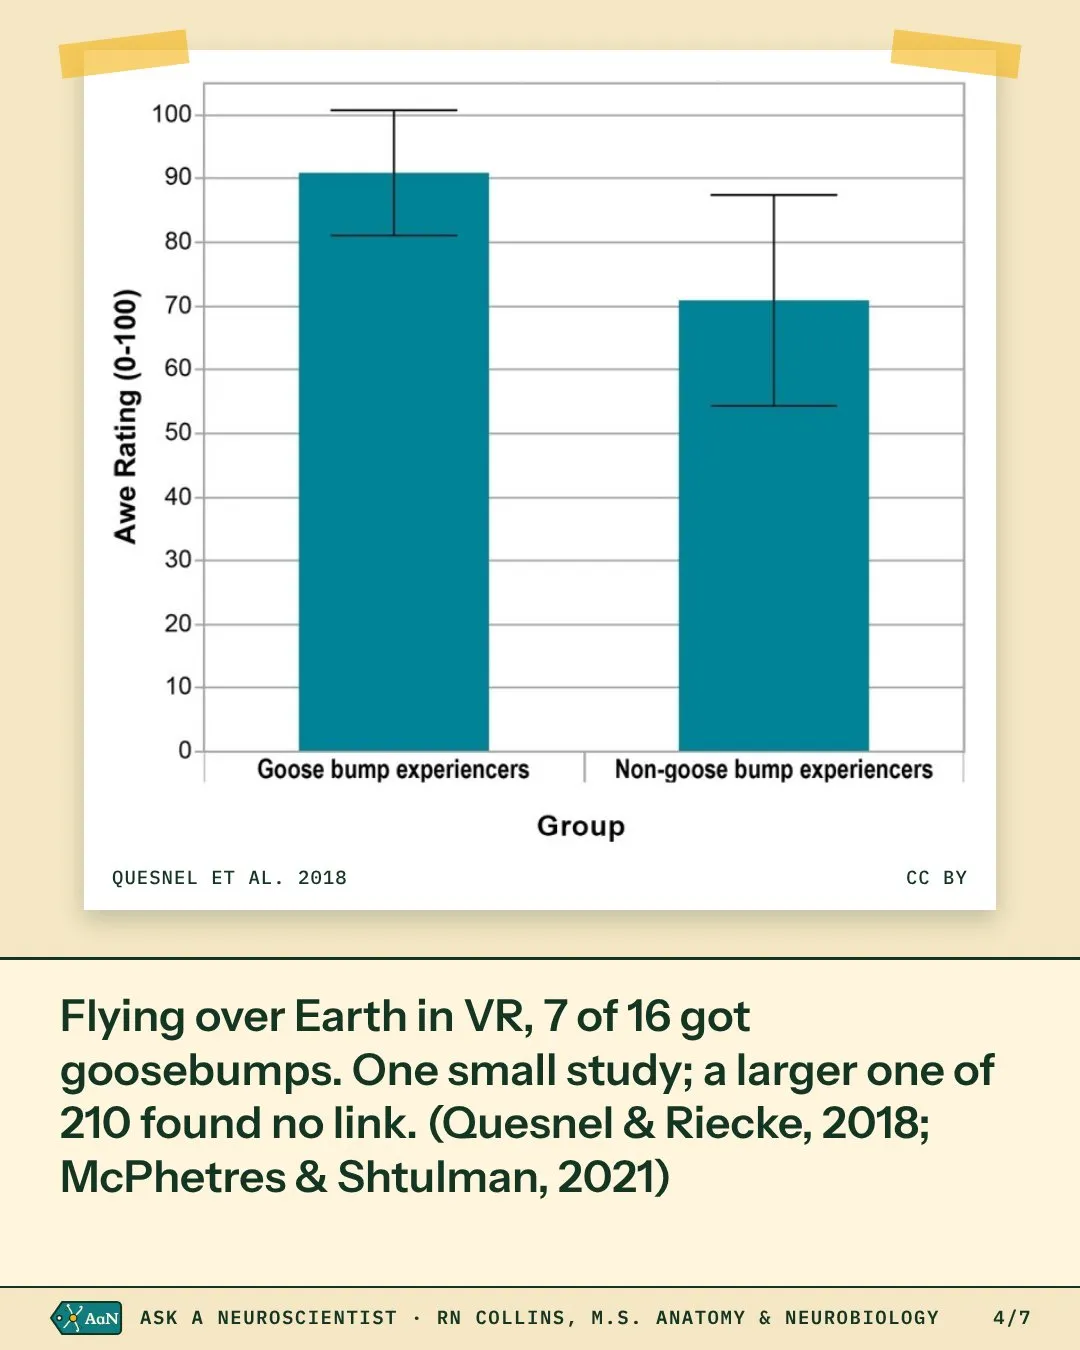 100
90
80
70
60
50
40
30
20
10
0
Awe Rating (0-100)
Goose bump experiencers
Non-goose bump experiencers
Group
QUESNEL ET AL. 2018
CC BY
Flying over Earth in VR, 7 of 16 got
goosebumps. One small study; a larger one of
210 found no link. (Quesnel & Riecke, 2018;
McPhetres & Shtulman, 2021)
AaN
ASK A NEUROSCIENTIST · RN COLLINS, M.S. ANATOMY & NEUROBIOLOGY
4/7